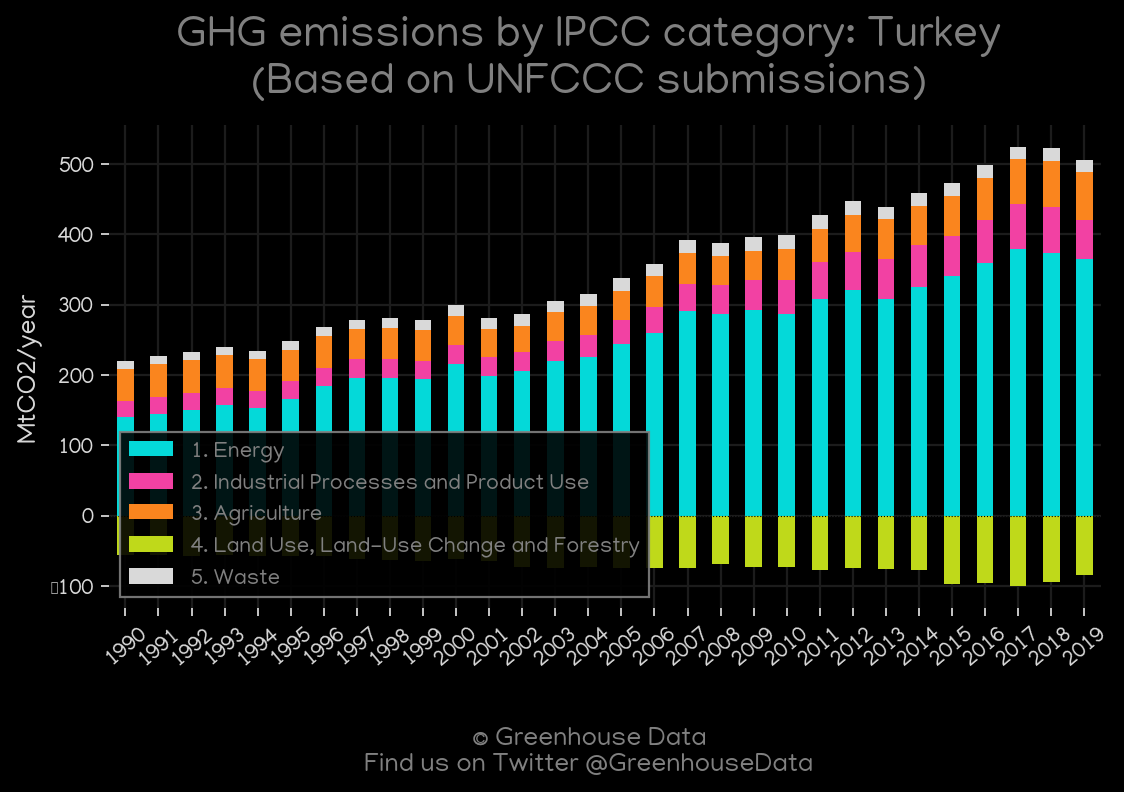 GHG emissions by IPCC category: Turkey
(Based on UNFCCC submissions)
MtCO2/year
500
400
300
200
100
0
▯100
1. Energy
2. Industrial Processes and Product Use
3. Agriculture
4. Land Use, Land-Use Change and Forestry
5. Waste
1990 1991 1992 1993 1994 1995 1996 1997 1998 1999 2000 2001 2002 2003 2004 2005 2006 2007 2008 2009 2010 2011 2012 2013 2014 2015 2016 2017 2018 2019
© Greenhouse Data
Find us on Twitter @GreenhouseData